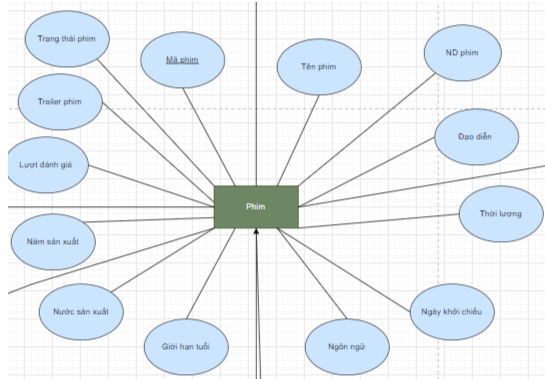 Trạng thái phim
Mã phim
Tên phim
ND phim
Trailer phim
Đạo diễn
Lượt đánh giá
Phim
Thời lượng
Năm sản xuất
Nước sản xuất
Ngày khởi chiếu
Giới hạn tuổi
Ngôn ngữ